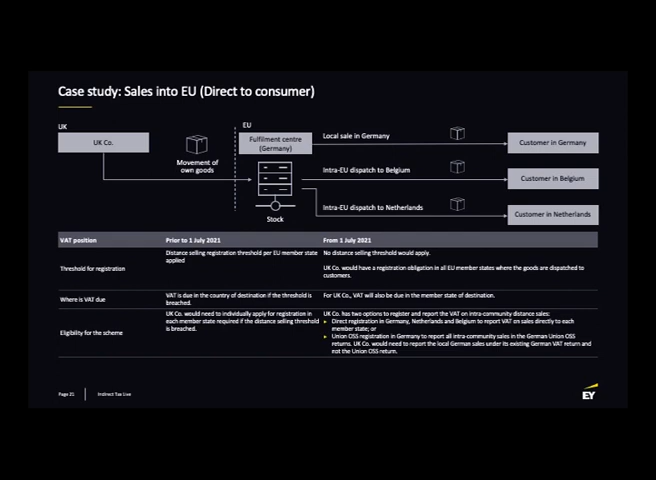 Case study: Sales into EU (Direct to consumer)
UK
EU
UK Co.
Movement of
own goods
Fulfilment centre
(Germany)
Stock
Local sale in Germany
Customer in Germany
Intra-EU dispatch to Belgium
Customer in Belgium
Intra-EU dispatch to Netherlands
Customer in Netherlands
VAT position
Prior to 1 July 2021
From 1 July 2021
Threshold for registration
Distance selling registration threshold per EU member state
applied
No distance selling threshold would apply.
UK Co. would have a registration obligation in all EU member states where the goods are dispatched to
customers.
Where is VAT due
VAT is due in the country of destination if the threshold is
breached.
For UK Co., VAT will also be due in the member state of destination.
Eligibility for the scheme
UK Co. would need to individually apply for registration in
each member state required if the distance selling threshold
is breached.
UK Co. has two options to register and report the VAT on intra-community distance sales:
Direct registration in Germany, Netherlands and Belgium to report VAT on sales directly to each
member state; or
Union OSS registration in Germany to report all intra-community sales in the German Union OSS
returns. UK Co. would need to report the local German sales under its existing German VAT return and
not the Union OSS return.
Page 21
Indirect Tax Live
EY